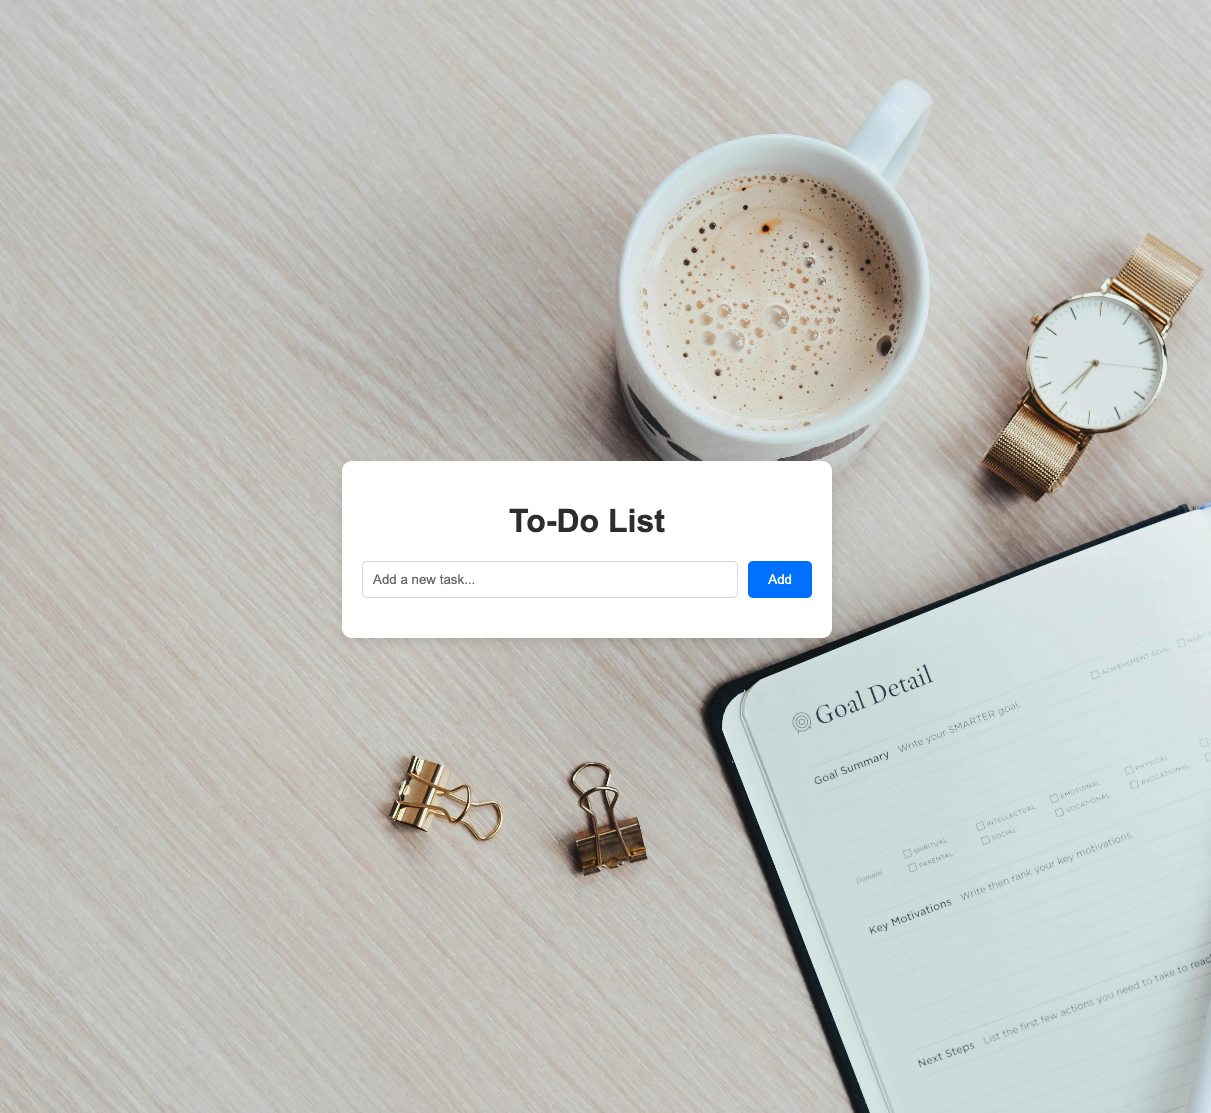 To-Do List
Add a new task...
Add
Goal Detail
ACHIEVEMENT GOAL
Goal Summary Write your SMARTER goal.
SPIRITUAL
INTELLECTUAL
EMOTIONAL
PHYSICAL
Domain
PARENTAL
SOCIAL
VOCATIONAL
AVOCATIONAL
Key Motivations Write then rank your key motivations.
Next Steps List the first few actions you need to take to reach